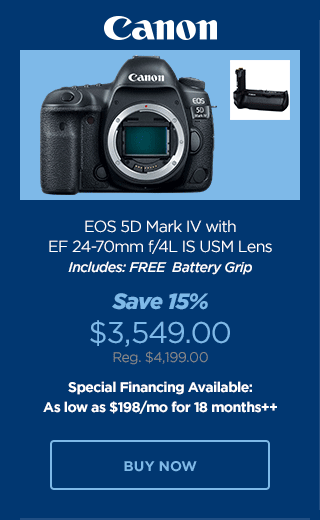 Canon
Canon
EOS
5D
Mark IV
EOS 5D Mark IV with
EF 24-70mm f/4L IS USM Lens
Includes: FREE Battery Grip
Save 15%
$3,549.00
Reg. $4,199.00
Special Financing Available:
As low as $198/mo for 18 months++
BUY NOW